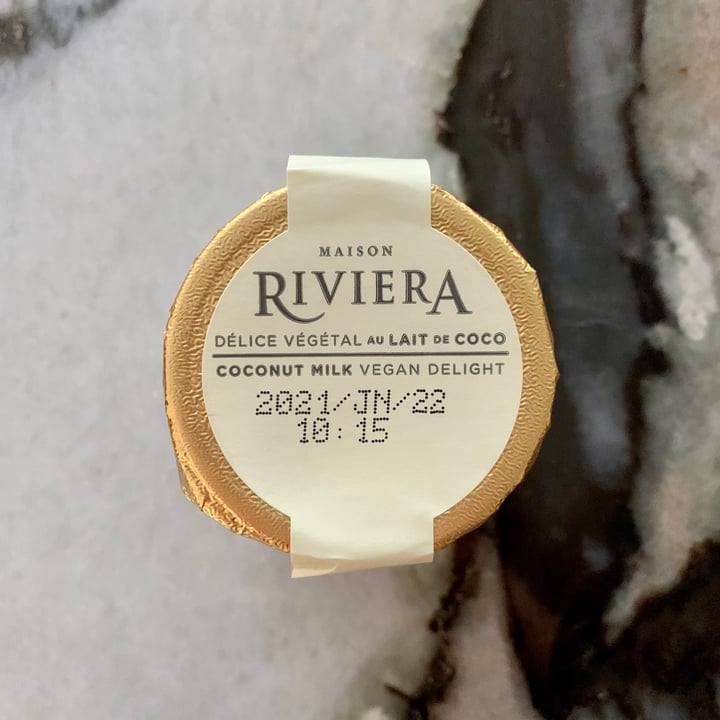 MAISON
RIVIERA
DÉLICE VÉGÉTAL AU LAIT DE COCO
COCONUT MILK VEGAN DELIGHT
2021/JN/22
10:15